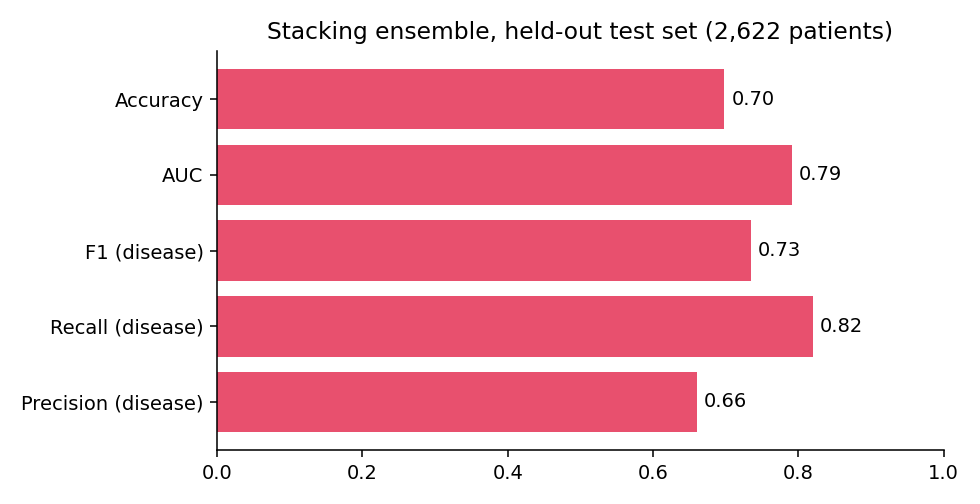 Stacking ensemble, held-out test set (2,622 patients)
Accuracy 0.70
AUC 0.79
F1 (disease) 0.73
Recall (disease) 0.82
Precision (disease) 0.66
0.0 0.2 0.4 0.6 0.8 1.0